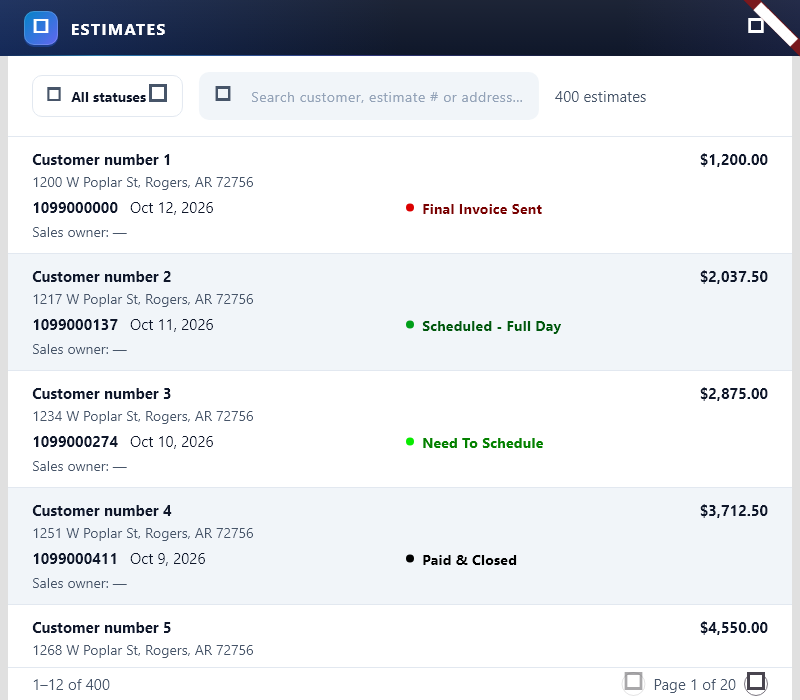 ESTIMATES
All statuses
Search customer, estimate # or address...
400 estimates
Customer number 1
$1,200.00
1200 W Poplar St, Rogers, AR 72756
1099000000 Oct 12, 2026
Final Invoice Sent
Sales owner: —
Customer number 2
$2,037.50
1217 W Poplar St, Rogers, AR 72756
1099000137 Oct 11, 2026
Scheduled - Full Day
Sales owner: —
Customer number 3
$2,875.00
1234 W Poplar St, Rogers, AR 72756
1099000274 Oct 10, 2026
Need To Schedule
Sales owner: —
Customer number 4
$3,712.50
1251 W Poplar St, Rogers, AR 72756
1099000411 Oct 9, 2026
Paid & Closed
Sales owner: —
Customer number 5
$4,550.00
1268 W Poplar St, Rogers, AR 72756
1–12 of 400
Page 1 of 20